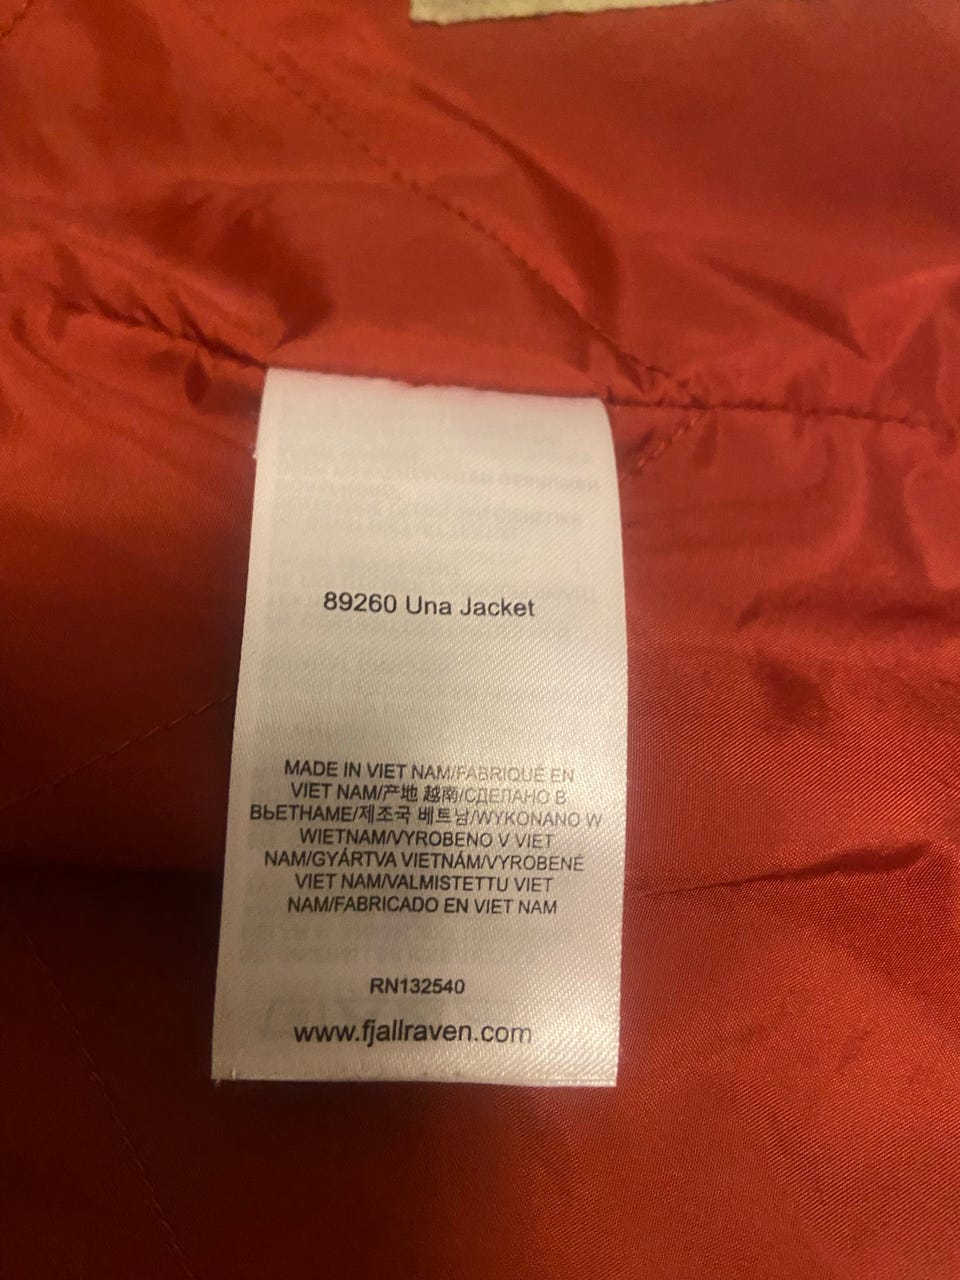 89260 Una Jacket
MADE IN VIET NAM/FABRIQUÉ EN
VIET NAM/产地 越南/СДЕЛАНО В
ВЬЕТНАМЕ/제조국 베트남/WYKONANO W
WIETNAM/VYROBENO V VIET
NAM/GYÁRTVA VIETNÁM/VYROBENÉ
VIET NAM/VALMISTETTU VIET
NAM/FABRICADO EN VIET NAM
RN132540
www.fjallraven.com